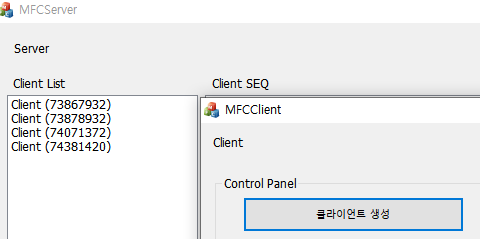 MFCServer
Server
Client List
Client SEQ
Client (73867932)
Client (73878932)
Client (74071372)
Client (74381420)
MFCClient
Client
Control Panel
클라이언트 생성